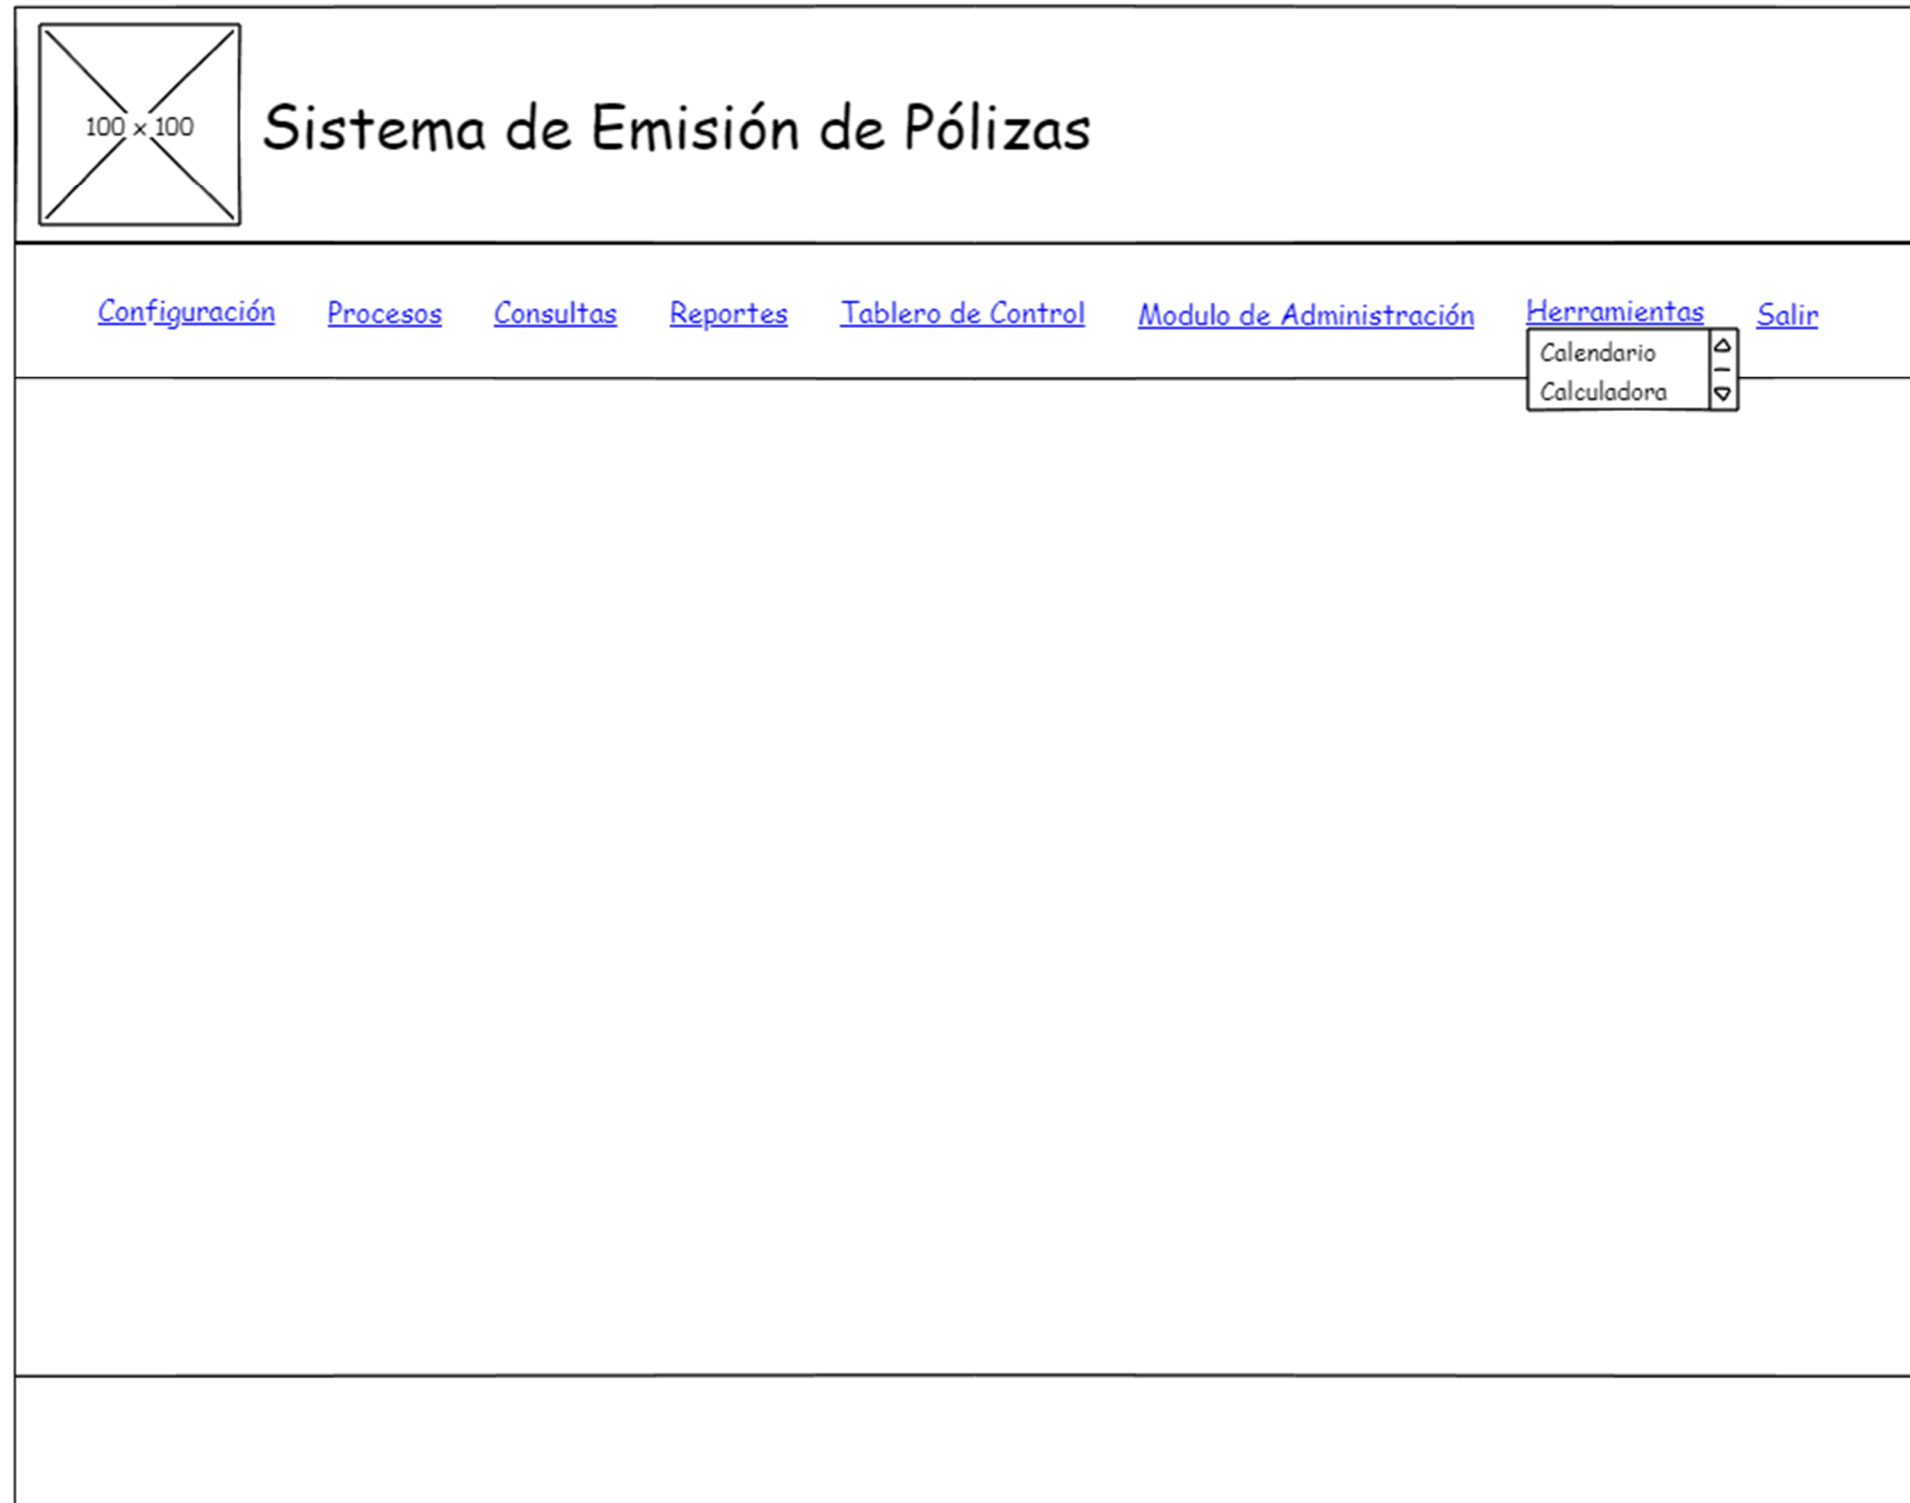 100 x 100
Sistema de Emisión de Pólizas
Configuración Procesos Consultas Reportes Tablero de Control Modulo de Administración Herramientas Salir
Calendario
Calculadora